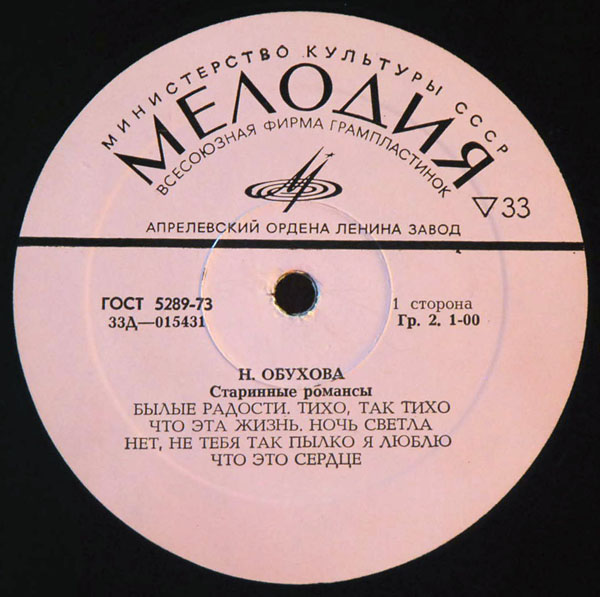 МИНИСТЕРСТВО КУЛЬТУРЫ СССР
МЕЛОДИЯ
ВСЕСОЮЗНАЯ ФИРМА ГРАМПЛАСТИНОК
▽33
АПРЕЛЕВСКИЙ ОРДЕНА ЛЕНИНА ЗАВОД
ГОСТ 5289-73
33Д—015431
1 сторона
Гр. 2. 1-00
Н. ОБУХОВА
Старинные романсы
БЫЛЫЕ РАДОСТИ. ТИХО, ТАК ТИХО
ЧТО ЭТА ЖИЗНЬ. НОЧЬ СВЕТЛА
НЕТ, НЕ ТЕБЯ ТАК ПЫЛКО Я ЛЮБЛЮ
ЧТО ЭТО СЕРДЦЕ